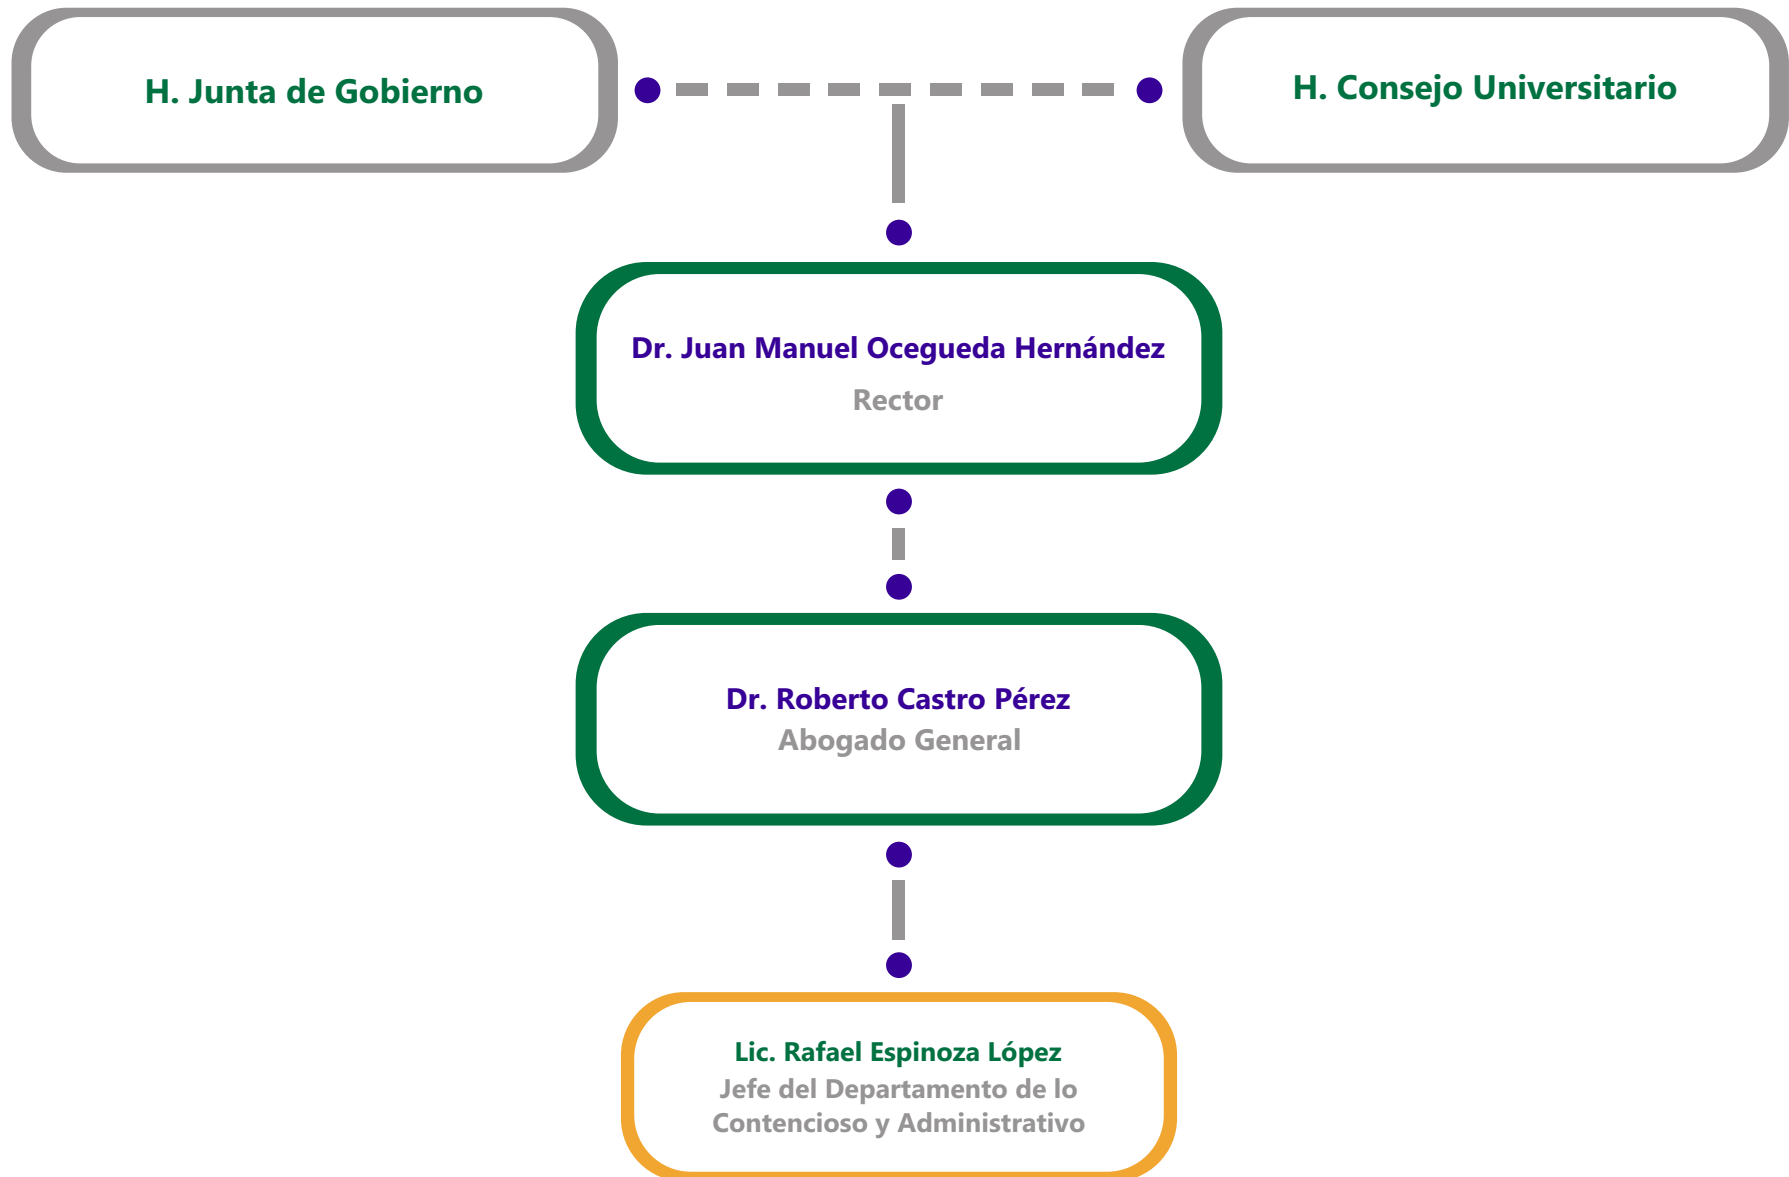 H. Junta de Gobierno
H. Consejo Universitario
Dr. Juan Manuel Ocegueda Hernández
Rector
Dr. Roberto Castro Pérez
Abogado General
Lic. Rafael Espinoza López
Jefe del Departamento de lo
Contencioso y Administrativo